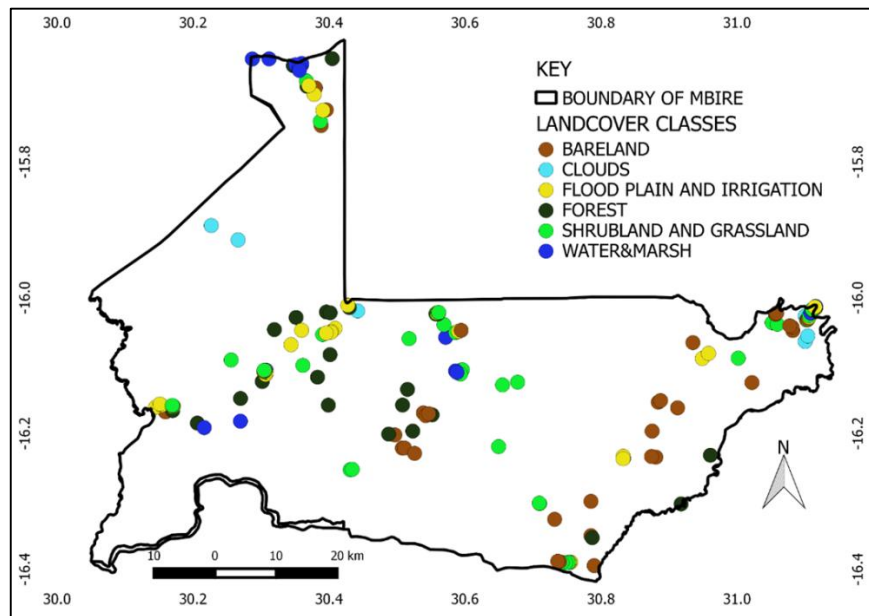 30.0 30.2 30.4 30.6 30.8 31.0
KEY
BOUNDARY OF MBIRE
LANDCOVER CLASSES
BARELAND
CLOUDS
FLOOD PLAIN AND IRRIGATION
FOREST
SHRUBLAND AND GRASSLAND
WATER&MARSH
-15.8 -15.8
-16.0 -16.0
-16.2 -16.2
N
-16.4 -16.4
10 0 10 20 km
30.0 30.2 30.4 30.6 30.8 31.0